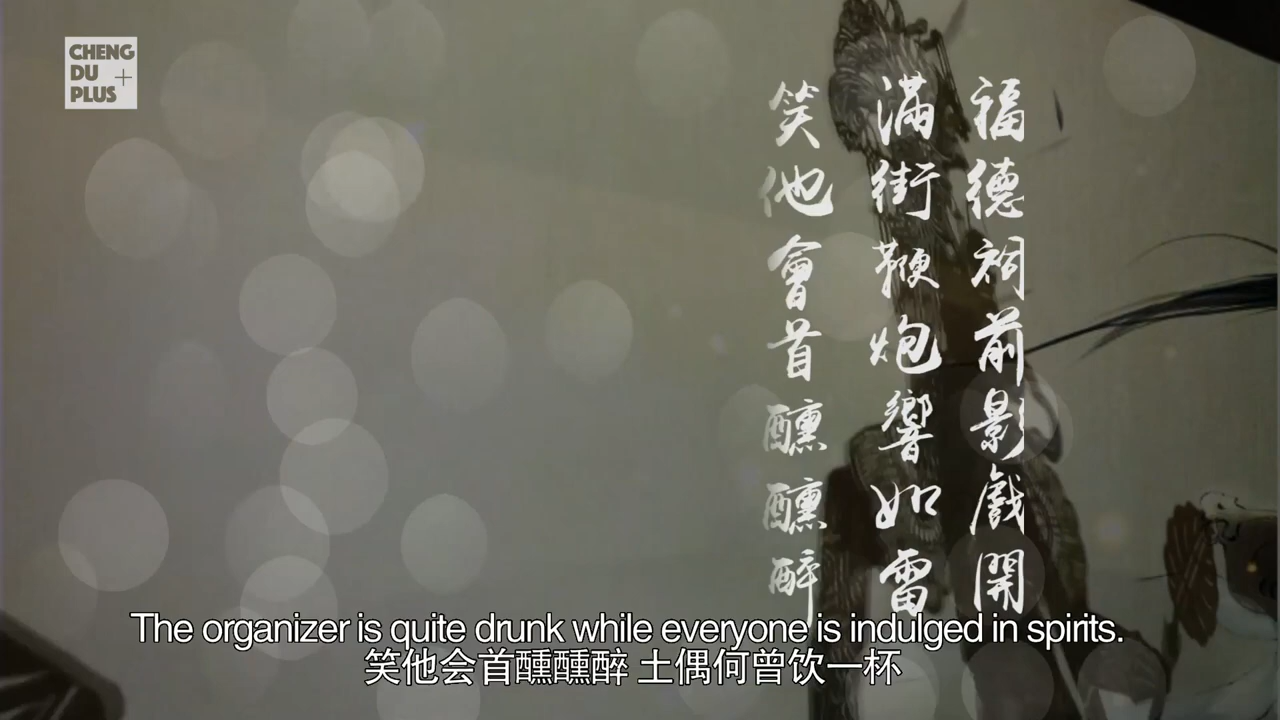 CHENG
DU
PLUS+
福德祠前影戲開
滿街鞭炮響如雷
笑他會首醺醺醉
The organizer is quite drunk while everyone is indulged in spirits.
笑他会首醺醺醉 土偶何曾饮一杯